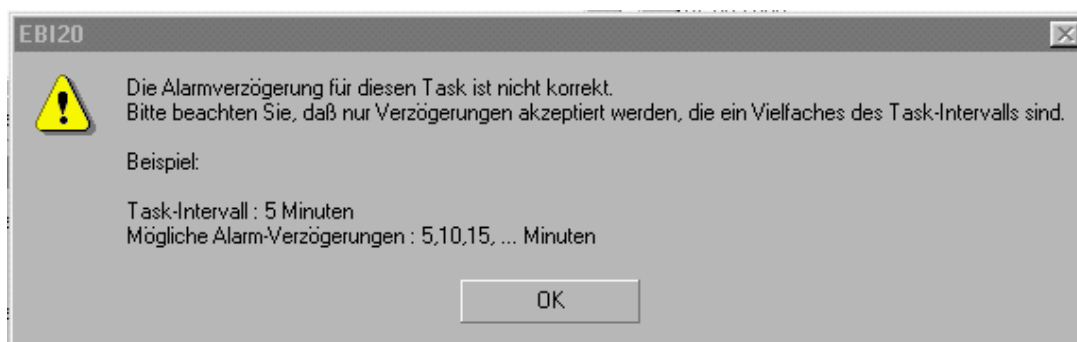 EBI20
Die Alarmverzögerung für diesen Task ist nicht korrekt.
Bitte beachten Sie, daß nur Verzögerungen akzeptiert werden, die ein Vielfaches des Task-Intervalls sind.
Beispiel:
Task-Intervall : 5 Minuten
Mögliche Alarm-Verzögerungen : 5,10,15, ... Minuten
OK